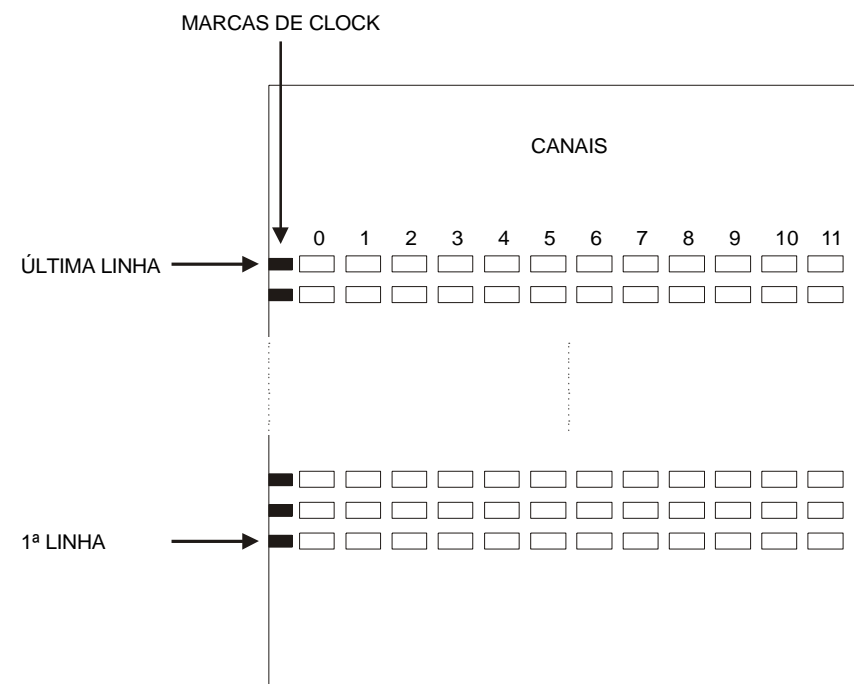 MARCAS DE CLOCK
CANAIS
0 1 2 3 4 5 6 7 8 9 10 11
ÚLTIMA LINHA
1ª LINHA